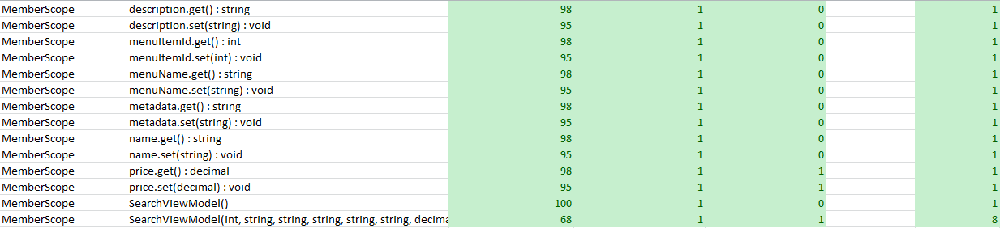 MemberScope description.get() : string 98 1 0 1
MemberScope description.set(string) : void 95 1 0 1
MemberScope menuItemId.get() : int 98 1 0 1
MemberScope menuItemId.set(int) : void 95 1 0 1
MemberScope menuName.get() : string 98 1 0 1
MemberScope menuName.set(string) : void 95 1 0 1
MemberScope metadata.get() : string 98 1 0 1
MemberScope metadata.set(string) : void 95 1 0 1
MemberScope name.get() : string 98 1 0 1
MemberScope name.set(string) : void 95 1 0 1
MemberScope price.get() : decimal 98 1 1 1
MemberScope price.set(decimal) : void 95 1 1 1
MemberScope SearchViewModel() 100 1 0 1
MemberScope SearchViewModel(int, string, string, string, string, string, decima 68 1 1 8